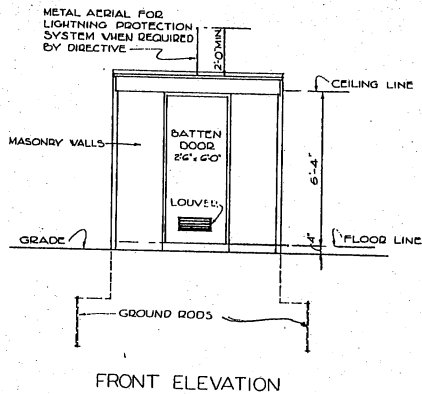 METAL AERIAL FOR
LIGHTNING PROTECTION
SYSTEM WHEN REQUIRED
BY DIRECTIVE
2'-0" MIN.
CEILING LINE
MASONRY WALLS
BATTEN
DOOR
2'6" x 6'0"
6'-4"
LOUVER
GRADE
4"
FLOOR LINE
GROUND RODS
FRONT ELEVATION